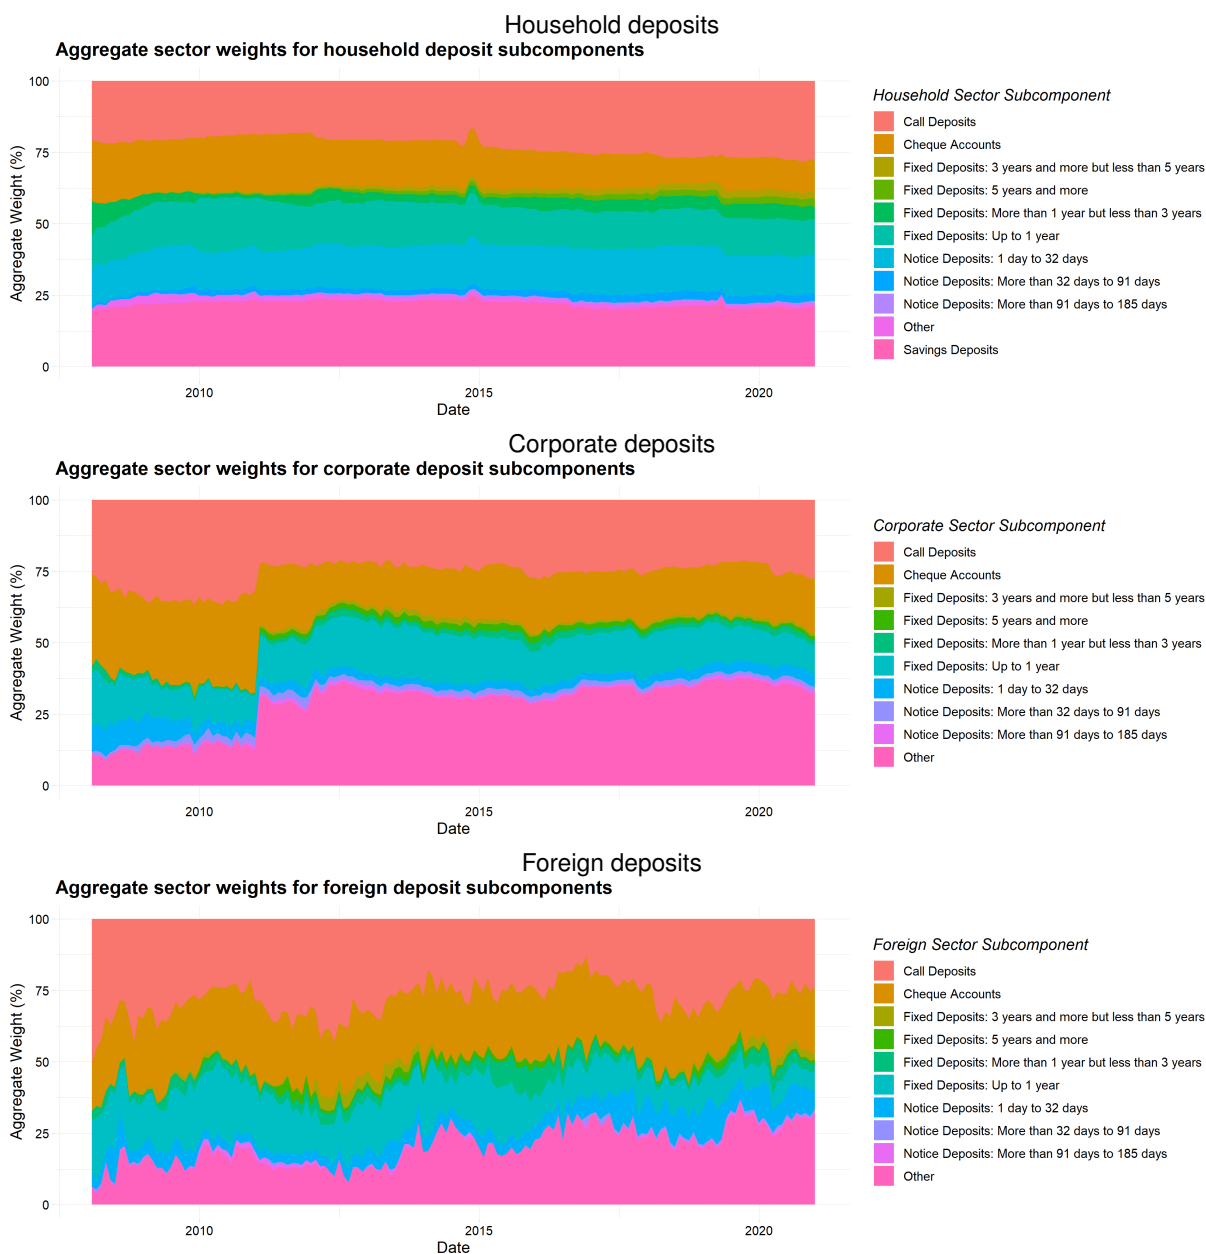 Household deposits
Aggregate sector weights for household deposit subcomponents
Aggregate Weight (%)
100
75
50
25
0
2010 2015 2020
Date
Household Sector Subcomponent
Call Deposits
Cheque Accounts
Fixed Deposits: 3 years and more but less than 5 years
Fixed Deposits: 5 years and more
Fixed Deposits: More than 1 year but less than 3 years
Fixed Deposits: Up to 1 year
Notice Deposits: 1 day to 32 days
Notice Deposits: More than 32 days to 91 days
Notice Deposits: More than 91 days to 185 days
Other
Savings Deposits
Corporate deposits
Aggregate sector weights for corporate deposit subcomponents
Aggregate Weight (%)
100
75
50
25
0
2010 2015 2020
Date
Corporate Sector Subcomponent
Call Deposits
Cheque Accounts
Fixed Deposits: 3 years and more but less than 5 years
Fixed Deposits: 5 years and more
Fixed Deposits: More than 1 year but less than 3 years
Fixed Deposits: Up to 1 year
Notice Deposits: 1 day to 32 days
Notice Deposits: More than 32 days to 91 days
Notice Deposits: More than 91 days to 185 days
Other
Foreign deposits
Aggregate sector weights for foreign deposit subcomponents
Aggregate Weight (%)
100
75
50
25
0
2010 2015 2020
Date
Foreign Sector Subcomponent
Call Deposits
Cheque Accounts
Fixed Deposits: 3 years and more but less than 5 years
Fixed Deposits: 5 years and more
Fixed Deposits: More than 1 year but less than 3 years
Fixed Deposits: Up to 1 year
Notice Deposits: 1 day to 32 days
Notice Deposits: More than 32 days to 91 days
Notice Deposits: More than 91 days to 185 days
Other